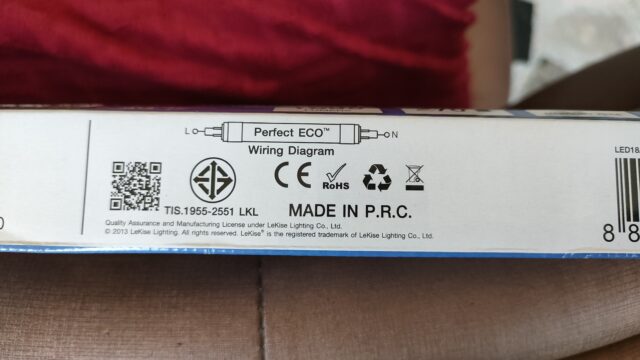 L Perfect ECO™ N
Wiring Diagram
CE RoHS
TIS.1955-2551 LKL MADE IN P.R.C.
Quality Assurance and Manufacturing License under LeKise Lighting Co., Ltd.
© 2013 LeKise Lighting. All rights reserved. LeKise® is the registered trademark of LeKise Lighting Co., Ltd.
LED18
8 8